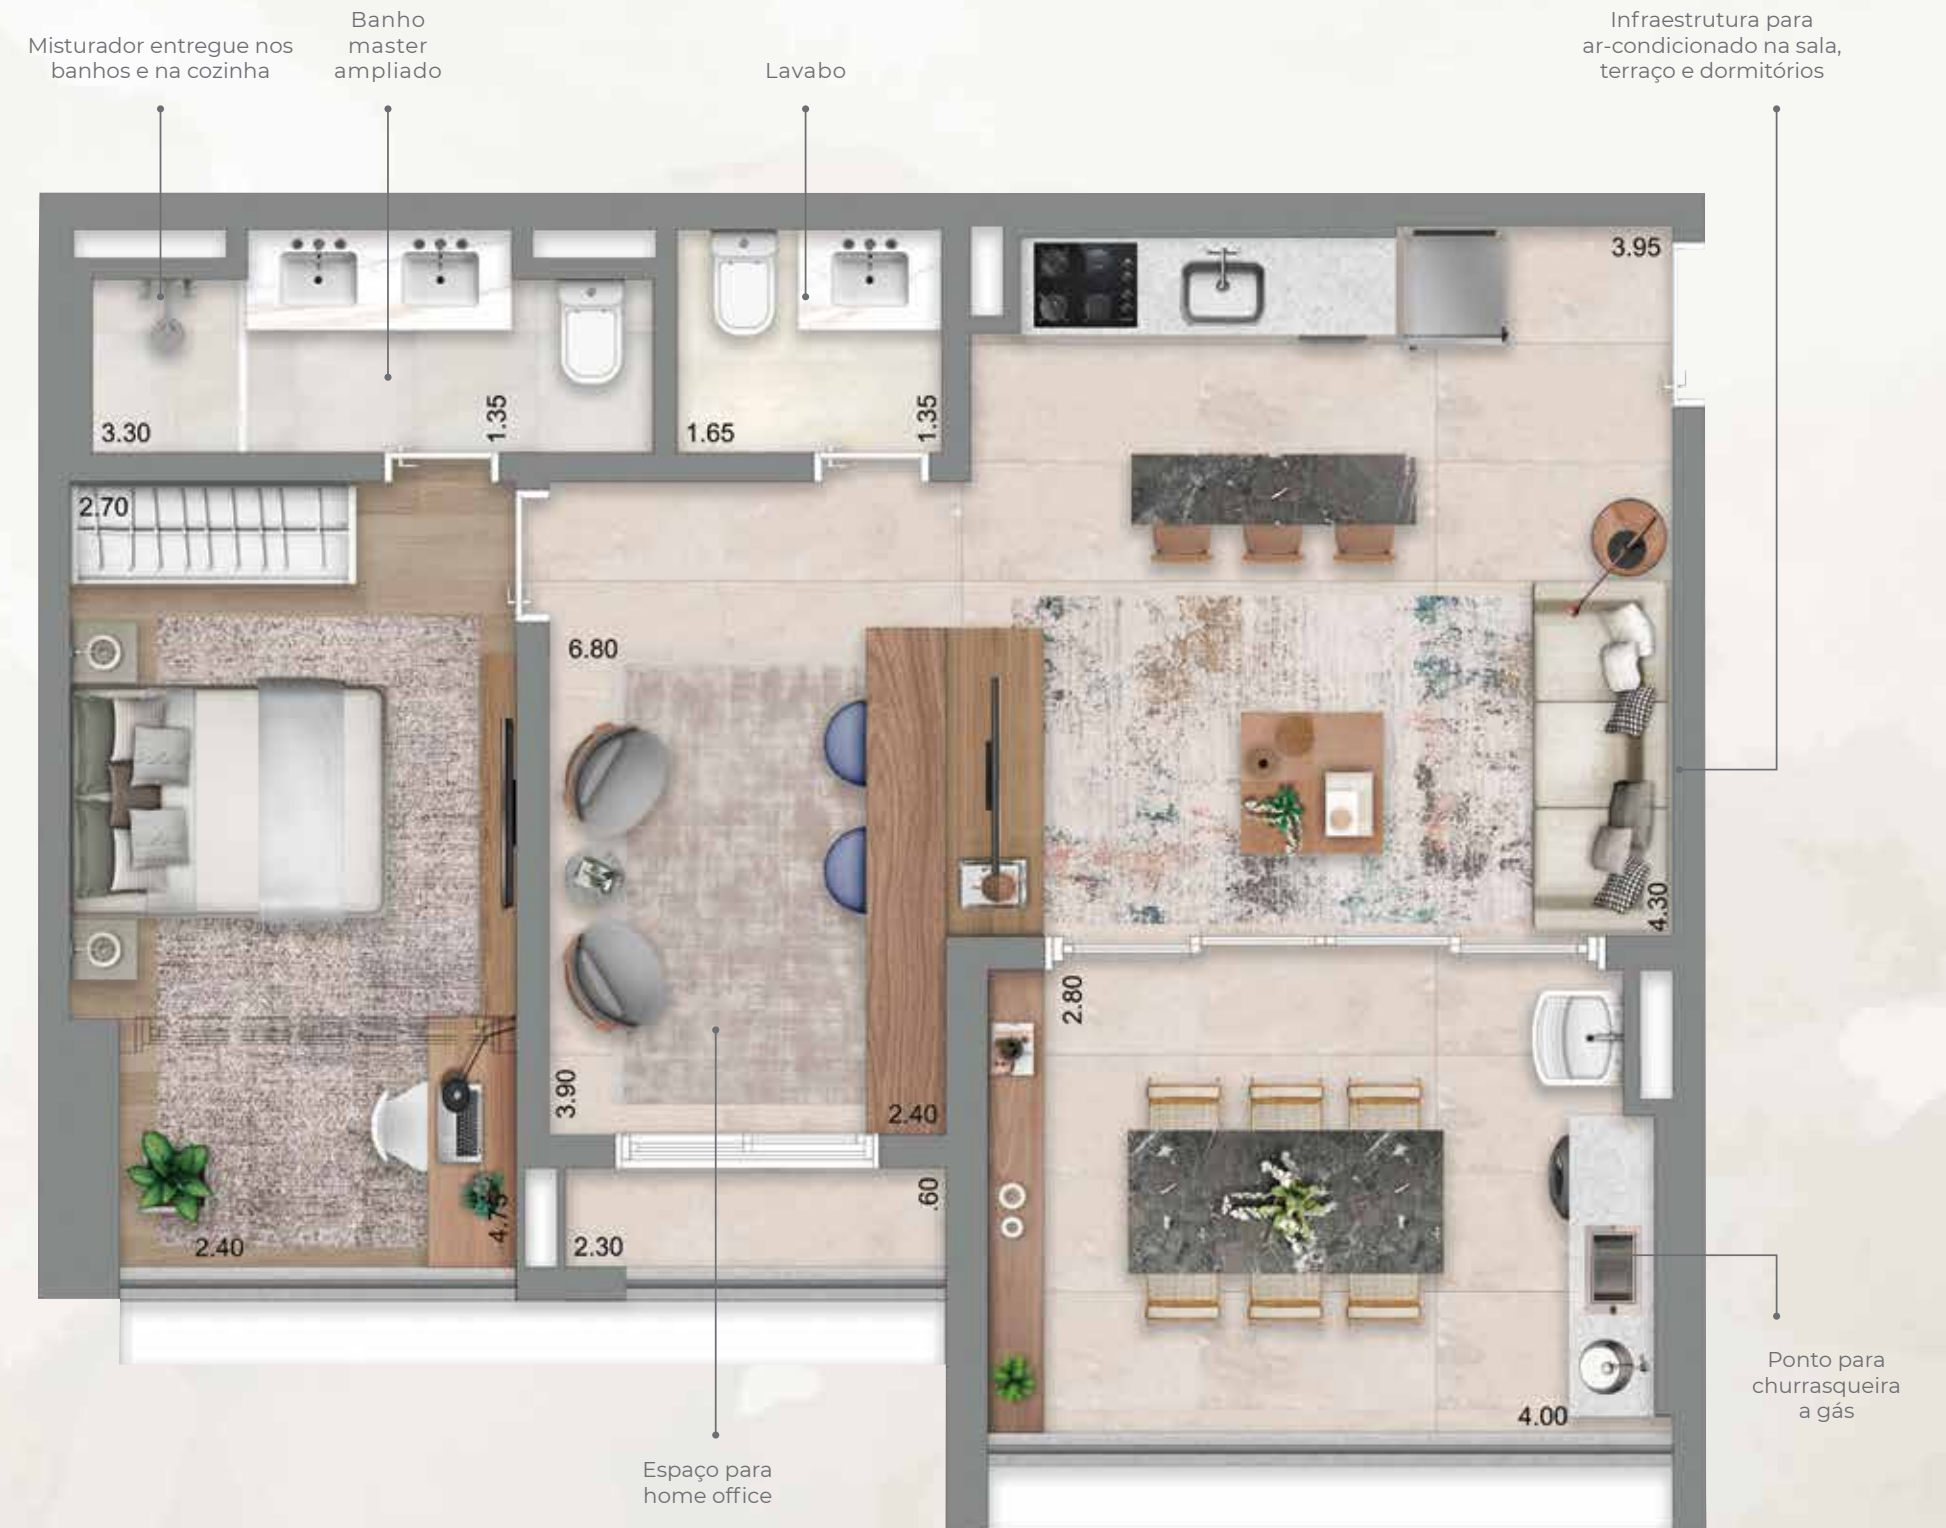 Misturador entregue nos
banhos e na cozinha
Banho
master
ampliado
Lavabo
Infraestrutura para
ar-condicionado na sala,
terraço e dormitórios
3.95
3.30
1.35
1.65
1.35
2.70
6.80
4.30
2.80
3.90
2.40
.60
4.75
2.40
2.30
4.00
Ponto para
churrasqueira
a gás
Espaço para
home office